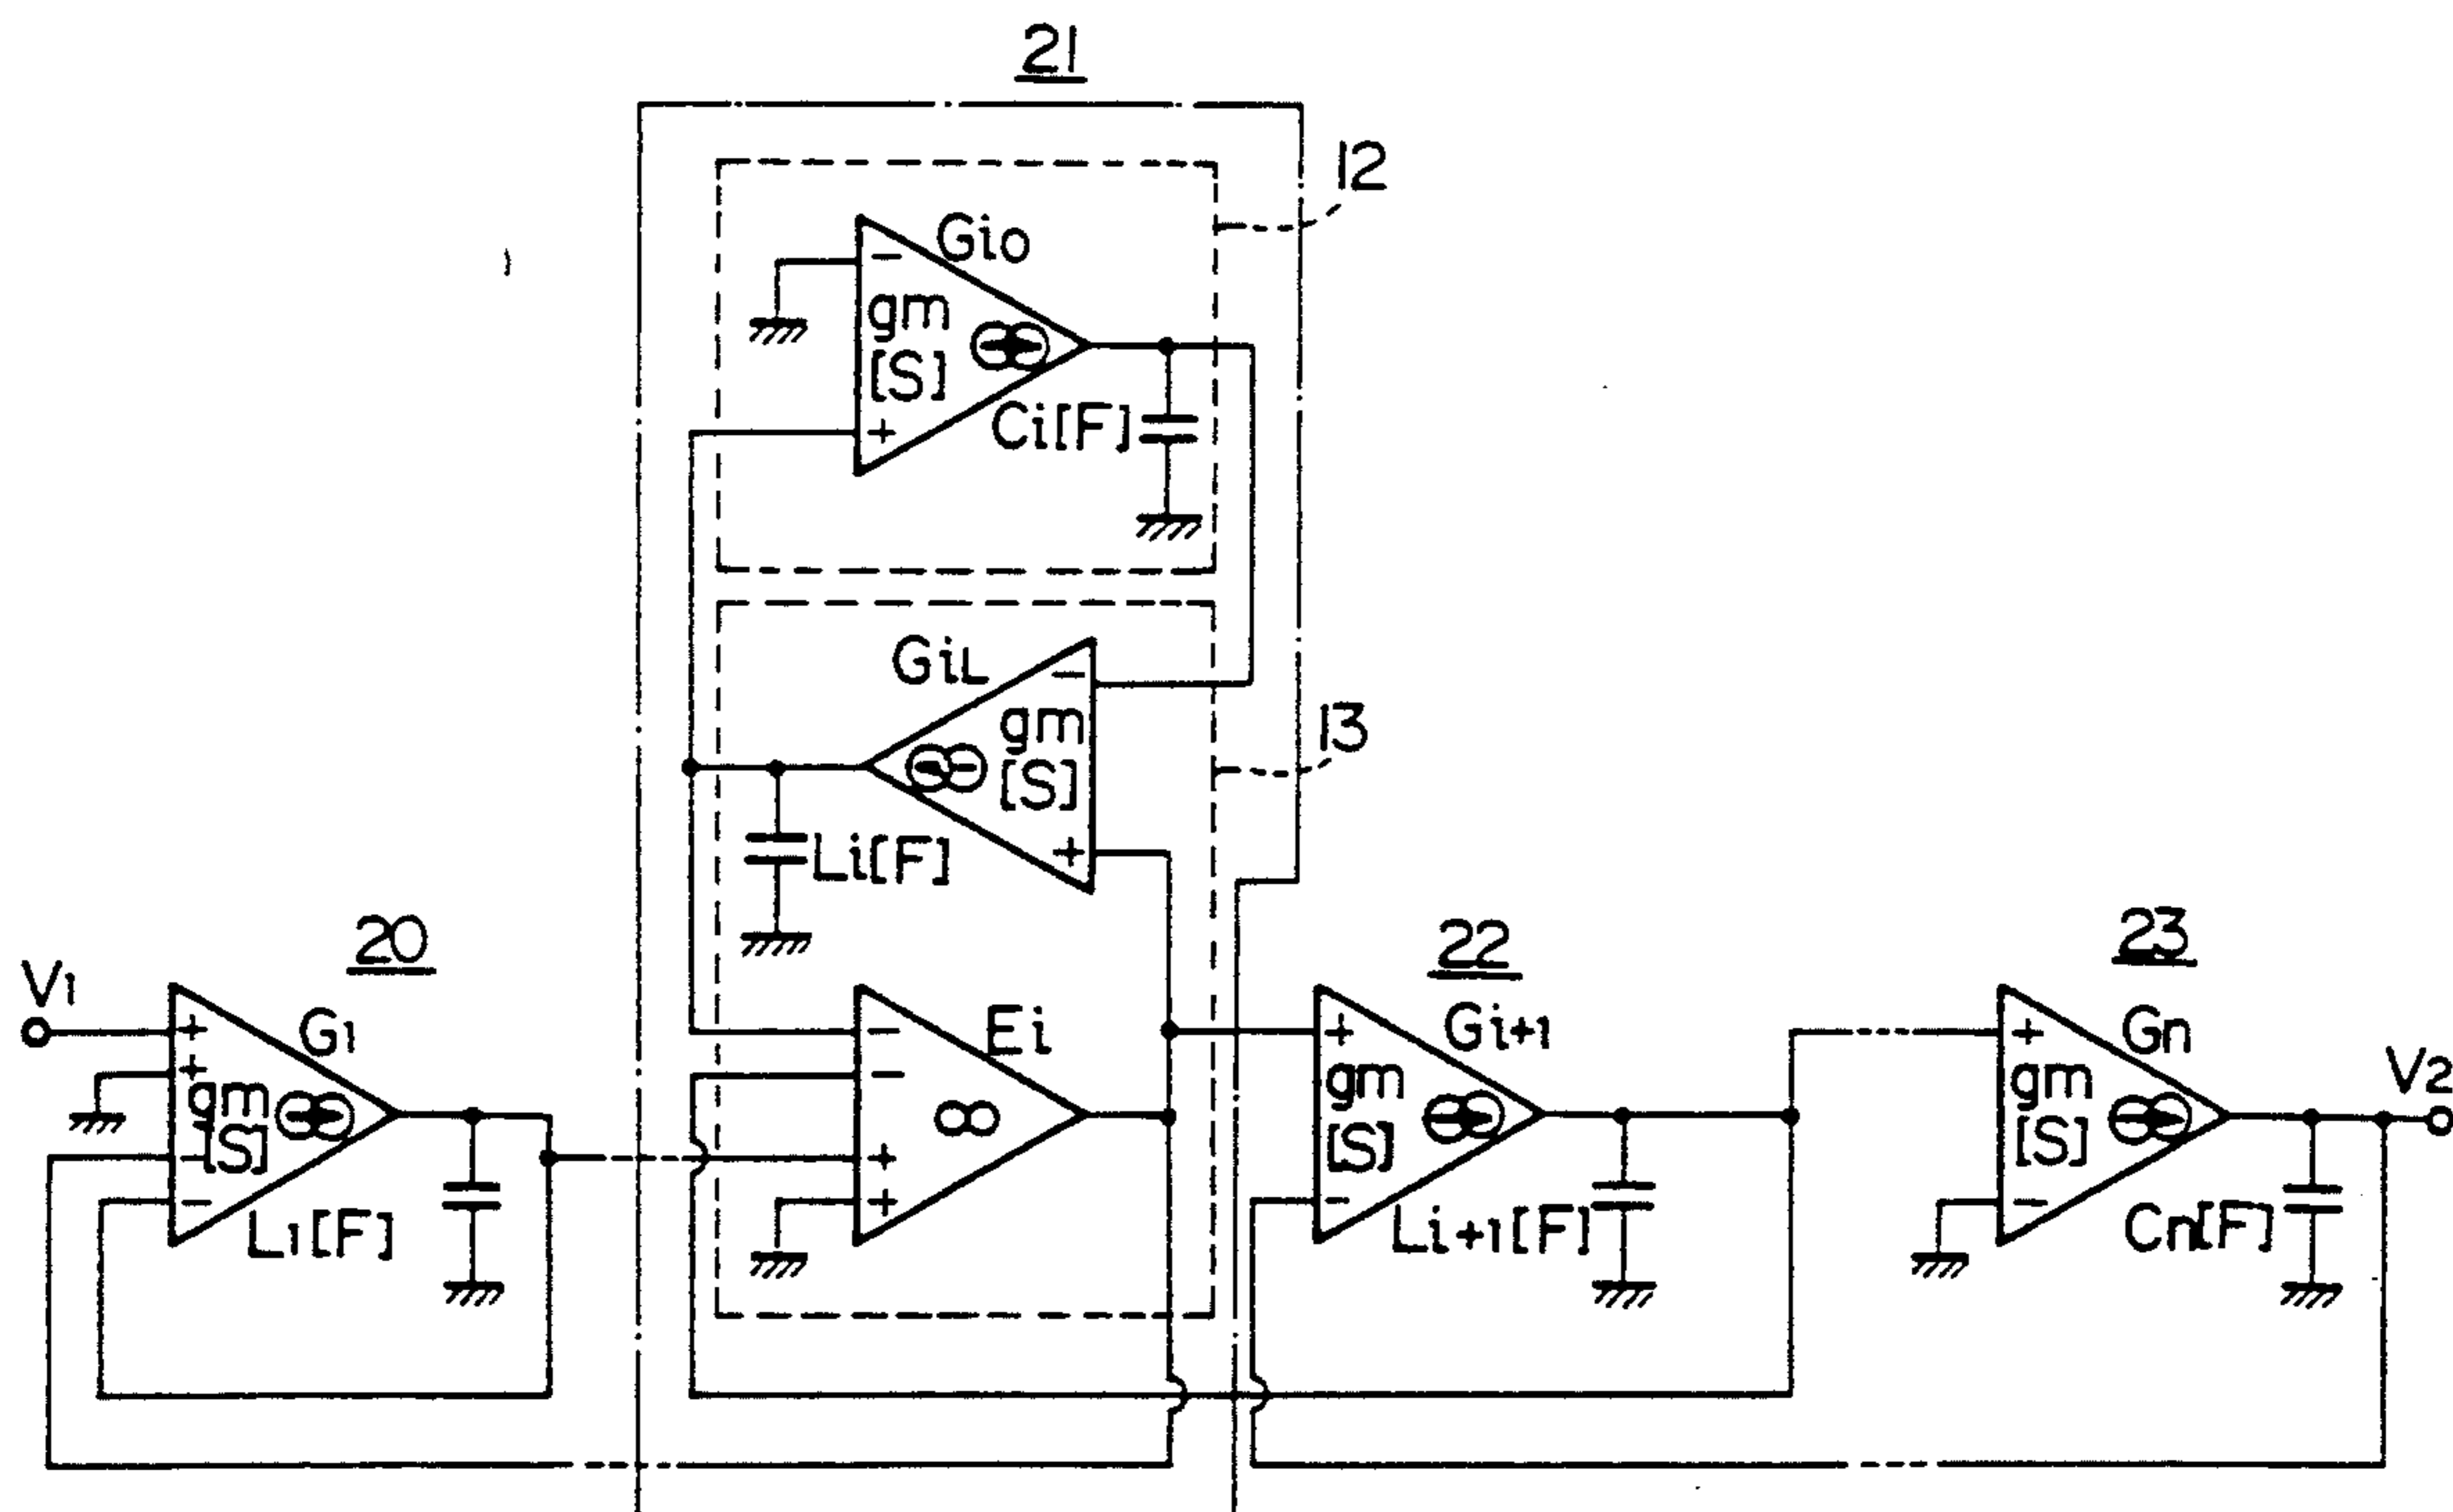 21
12
Gio
−
gm
[S]
+
Ci[F]
GiL
−
gm
[S]
+
Li[F]
13
20
22
23
V1
+
+
gm
[S]
−
−
G1
L1[F]
−
−
Ei
∞
+
+
+
gm
[S]
−
Gi+1
Li+1[F]
+
gm
[S]
−
Gn
Cn[F]
V2